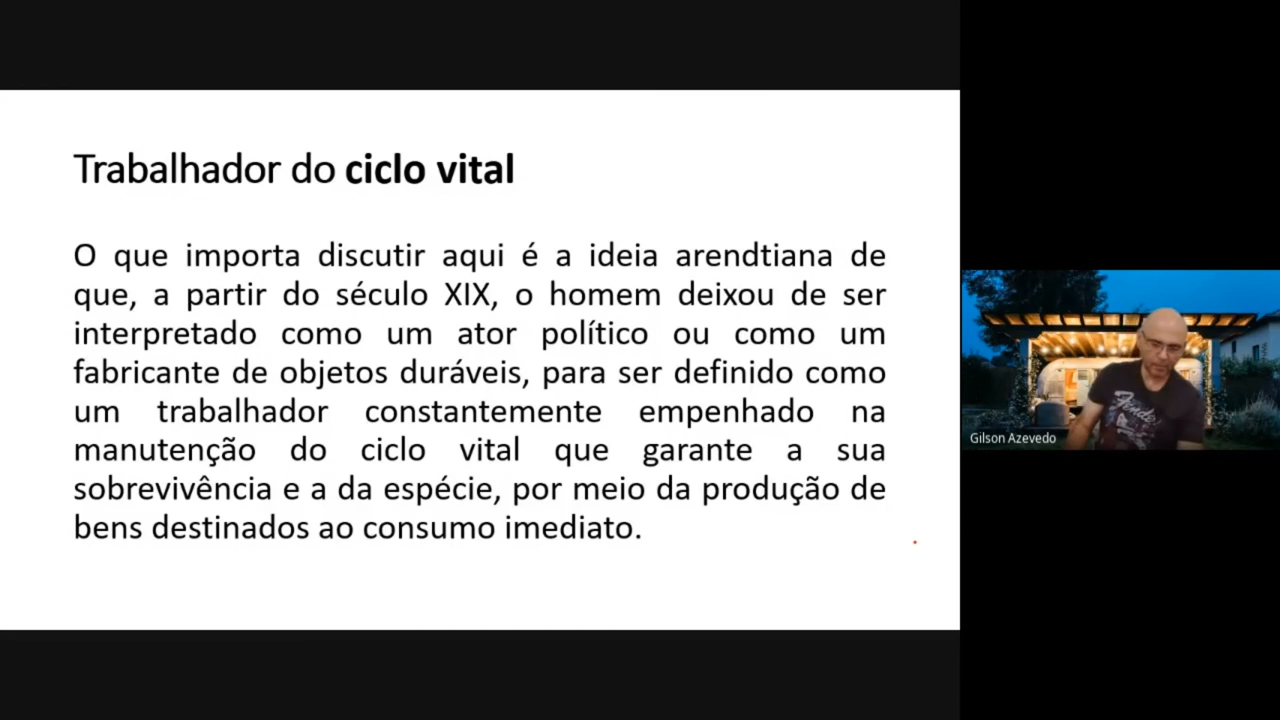 Trabalhador do ciclo vital
O que importa discutir aqui é a ideia arendtiana de
que, a partir do século XIX, o homem deixou de ser
interpretado como um ator político ou como um
fabricante de objetos duráveis, para ser definido como
um trabalhador constantemente empenhado na
manutenção do ciclo vital que garante a sua
sobrevivência e a da espécie, por meio da produção de
bens destinados ao consumo imediato.
Fender
Gilson Azevedo